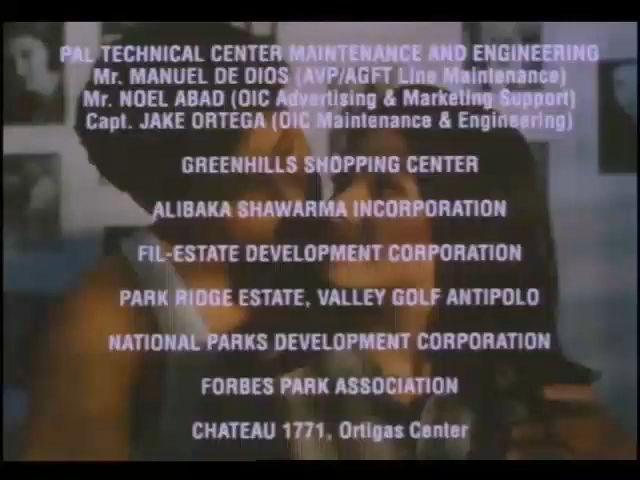 PAL TECHNICAL CENTER MAINTENANCE AND ENGINEERING
Mr. MANUEL DE DIOS (AVP/AGFT Line Maintenance)
Mr. NOEL ABAD (OIC Advertising & Marketing Support)
Capt. JAKE ORTEGA (OIC Maintenance & Engineering)
GREENHILLS SHOPPING CENTER
ALIBAKA SHAWARMA INCORPORATION
FIL-ESTATE DEVELOPMENT CORPORATION
PARK RIDGE ESTATE, VALLEY GOLF ANTIPOLO
NATIONAL PARKS DEVELOPMENT CORPORATION
FORBES PARK ASSOCIATION
CHATEAU 1771, Ortigas Center